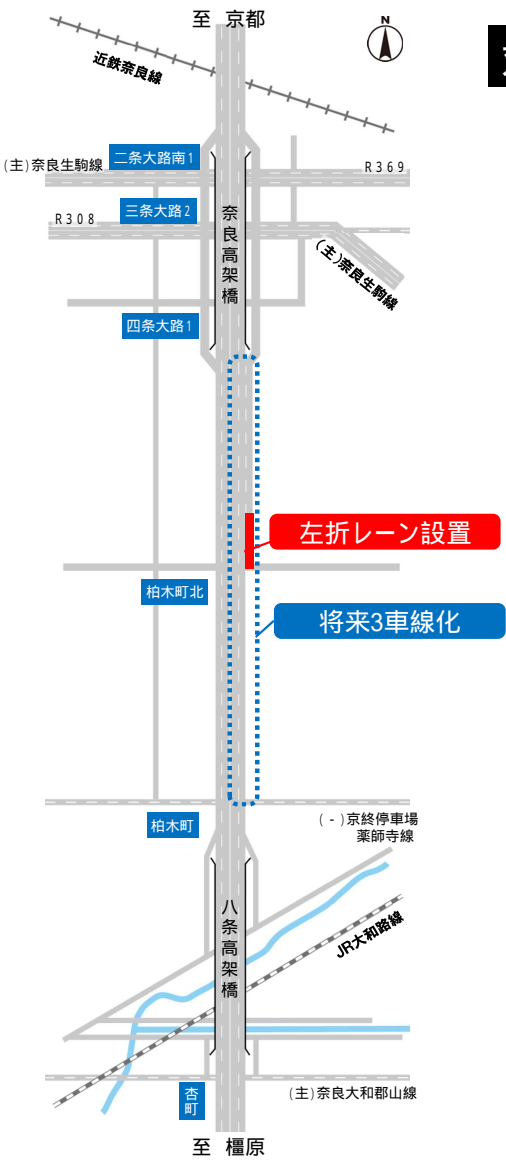 至 京都
N
近鉄奈良線
(主)奈良生駒線
二条大路南1
R369
R308
三条大路2
奈良高架橋
(主)奈良生駒線
四条大路1
左折レーン設置
柏木町北
将来3車線化
柏木町
(-)京終停車場
薬師寺線
八条高架橋
JR大和路線
杏町
(主)奈良大和郡山線
至 橿原